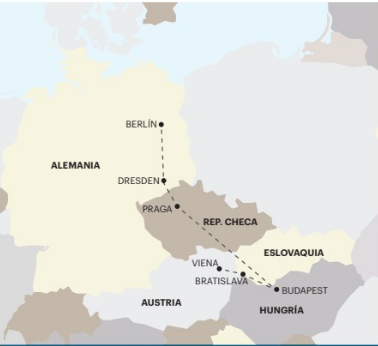 BERLÍN
ALEMANIA
DRESDEN
PRAGA
REP. CHECA
ESLOVAQUIA
VIENA
BRATISLAVA
BUDAPEST
AUSTRIA
HUNGRÍA